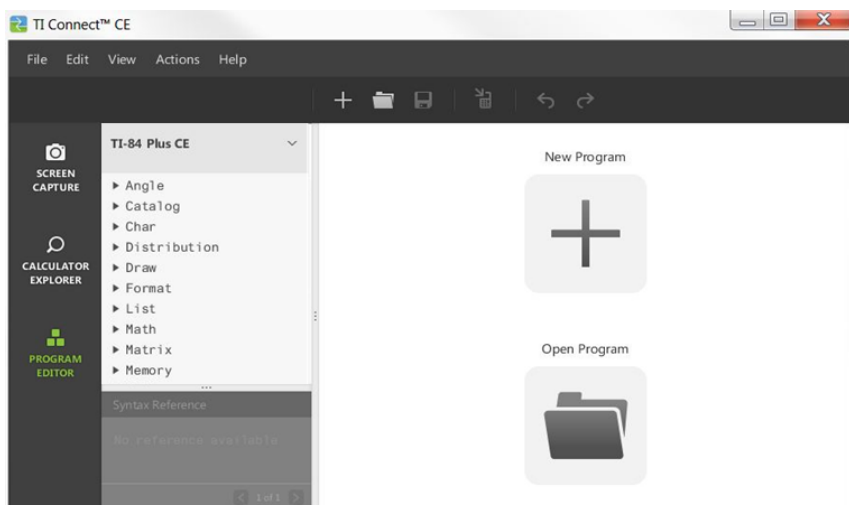 TI Connect™ CE
File Edit View Actions Help
SCREEN
CAPTURE
CALCULATOR
EXPLORER
PROGRAM
EDITOR
TI-84 Plus CE
Angle
Catalog
Char
Distribution
Draw
Format
List
Math
Matrix
Memory
Syntax Reference
No reference available
1 of 1
New Program
Open Program